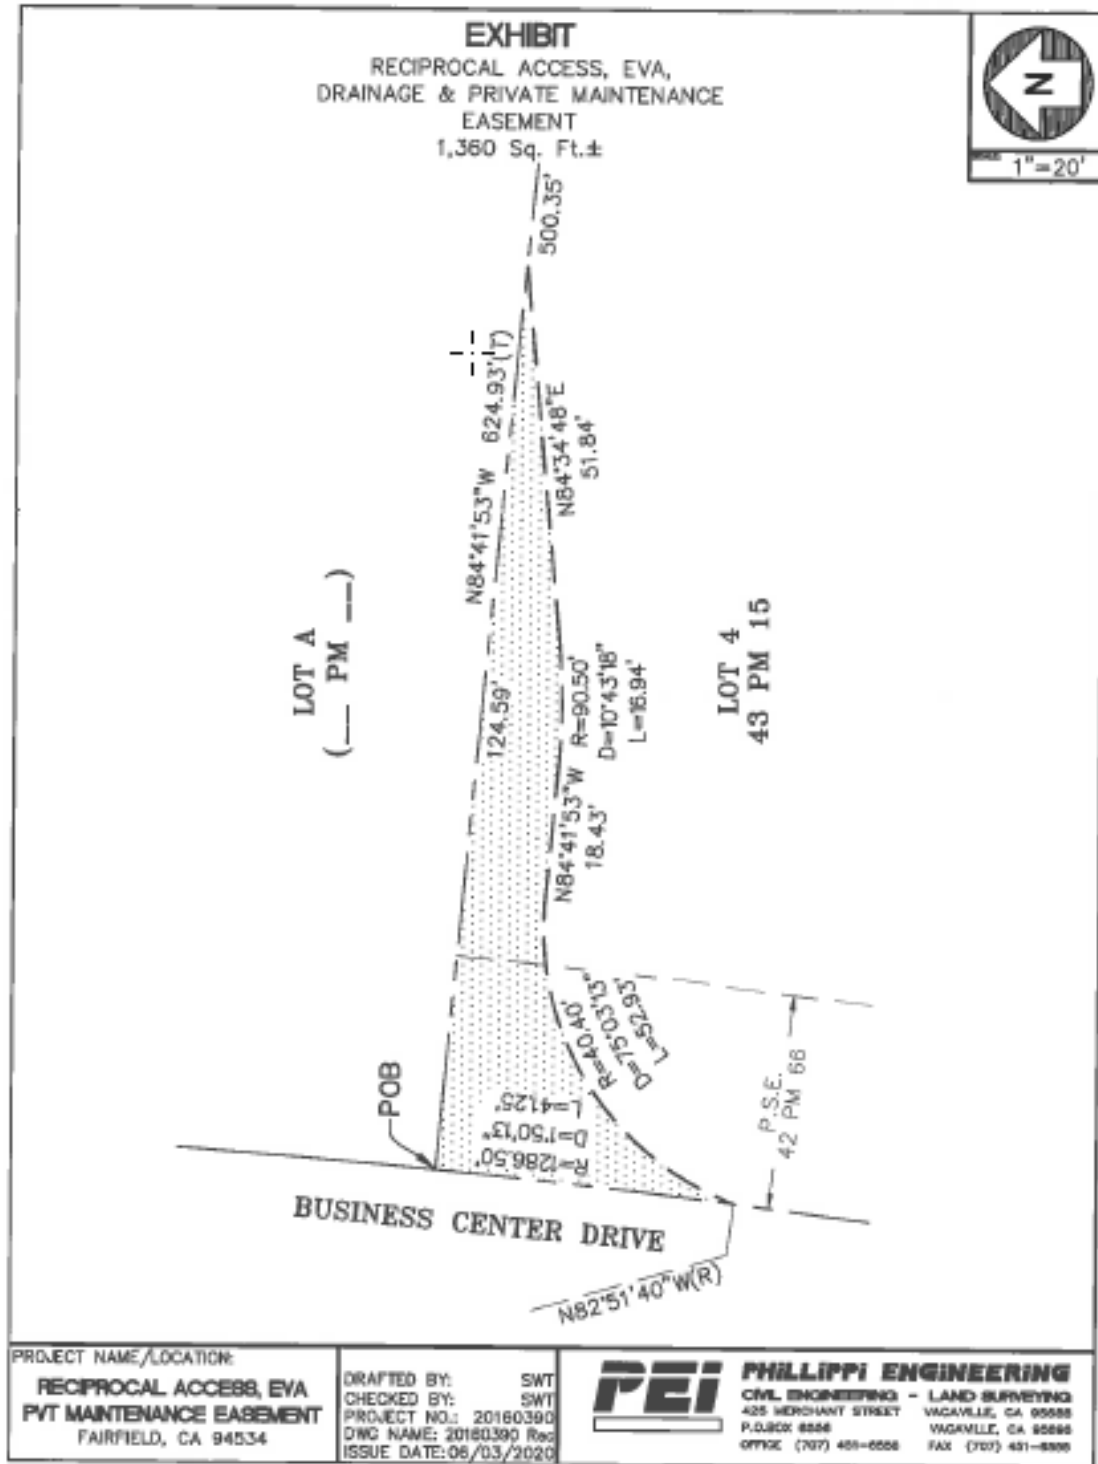 EXHIBIT
RECIPROCAL ACCESS, EVA,
DRAINAGE & PRIVATE MAINTENANCE
EASEMENT
1,360 Sq. Ft.±
N
1"=20'
500.35'
N84°41'53"W 624.93'(T)
N84°34'48"E
51.84'
LOT A
(__ PM __)
124.59'
R=90.50'
D=10°43'18"
L=16.94'
LOT 4
43 PM 15
N84°41'53"W
18.43'
R=40.40'
D=75°03'13"
L=52.93'
POB
R=1286.50'
D=1°50'13"
L=41.25'
P.S.E.
42 PM 66
BUSINESS CENTER DRIVE
N82°51'40"W(R)
PROJECT NAME/LOCATION:
RECIPROCAL ACCESS, EVA
PVT MAINTENANCE EASEMENT
FAIRFIELD, CA 94534
DRAFTED BY: SWT
CHECKED BY: SWT
PROJECT NO.: 20160390
DWG NAME: 20160390 Rec
ISSUE DATE: 06/03/2020
PEI
PHILLIPPI ENGINEERING
CIVIL ENGINEERING - LAND SURVEYING
425 MERCHANT STREET VACAVILLE, CA
P.O.BOX VACAVILLE, CA
OFFICE (707) FAX (707)